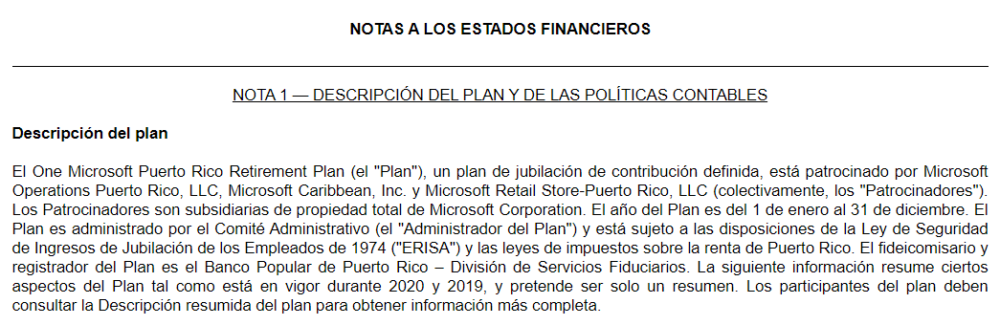 NOTAS A LOS ESTADOS FINANCIEROS
NOTA 1 — DESCRIPCIÓN DEL PLAN Y DE LAS POLÍTICAS CONTABLES
Descripción del plan
El One Microsoft Puerto Rico Retirement Plan (el "Plan"), un plan de jubilación de contribución definida, está patrocinado por Microsoft
Operations Puerto Rico, LLC, Microsoft Caribbean, Inc. y Microsoft Retail Store-Puerto Rico, LLC (colectivamente, los "Patrocinadores").
Los Patrocinadores son subsidiarias de propiedad total de Microsoft Corporation. El año del Plan es del 1 de enero al 31 de diciembre. El
Plan es administrado por el Comité Administrativo (el "Administrador del Plan") y está sujeto a las disposiciones de la Ley de Seguridad
de Ingresos de Jubilación de los Empleados de 1974 ("ERISA") y las leyes de impuestos sobre la renta de Puerto Rico. El fideicomisario y
registrador del Plan es el Banco Popular de Puerto Rico – División de Servicios Fiduciarios. La siguiente información resume ciertos
aspectos del Plan tal como está en vigor durante 2020 y 2019, y pretende ser solo un resumen. Los participantes del plan deben
consultar la Descripción resumida del plan para obtener información más completa.